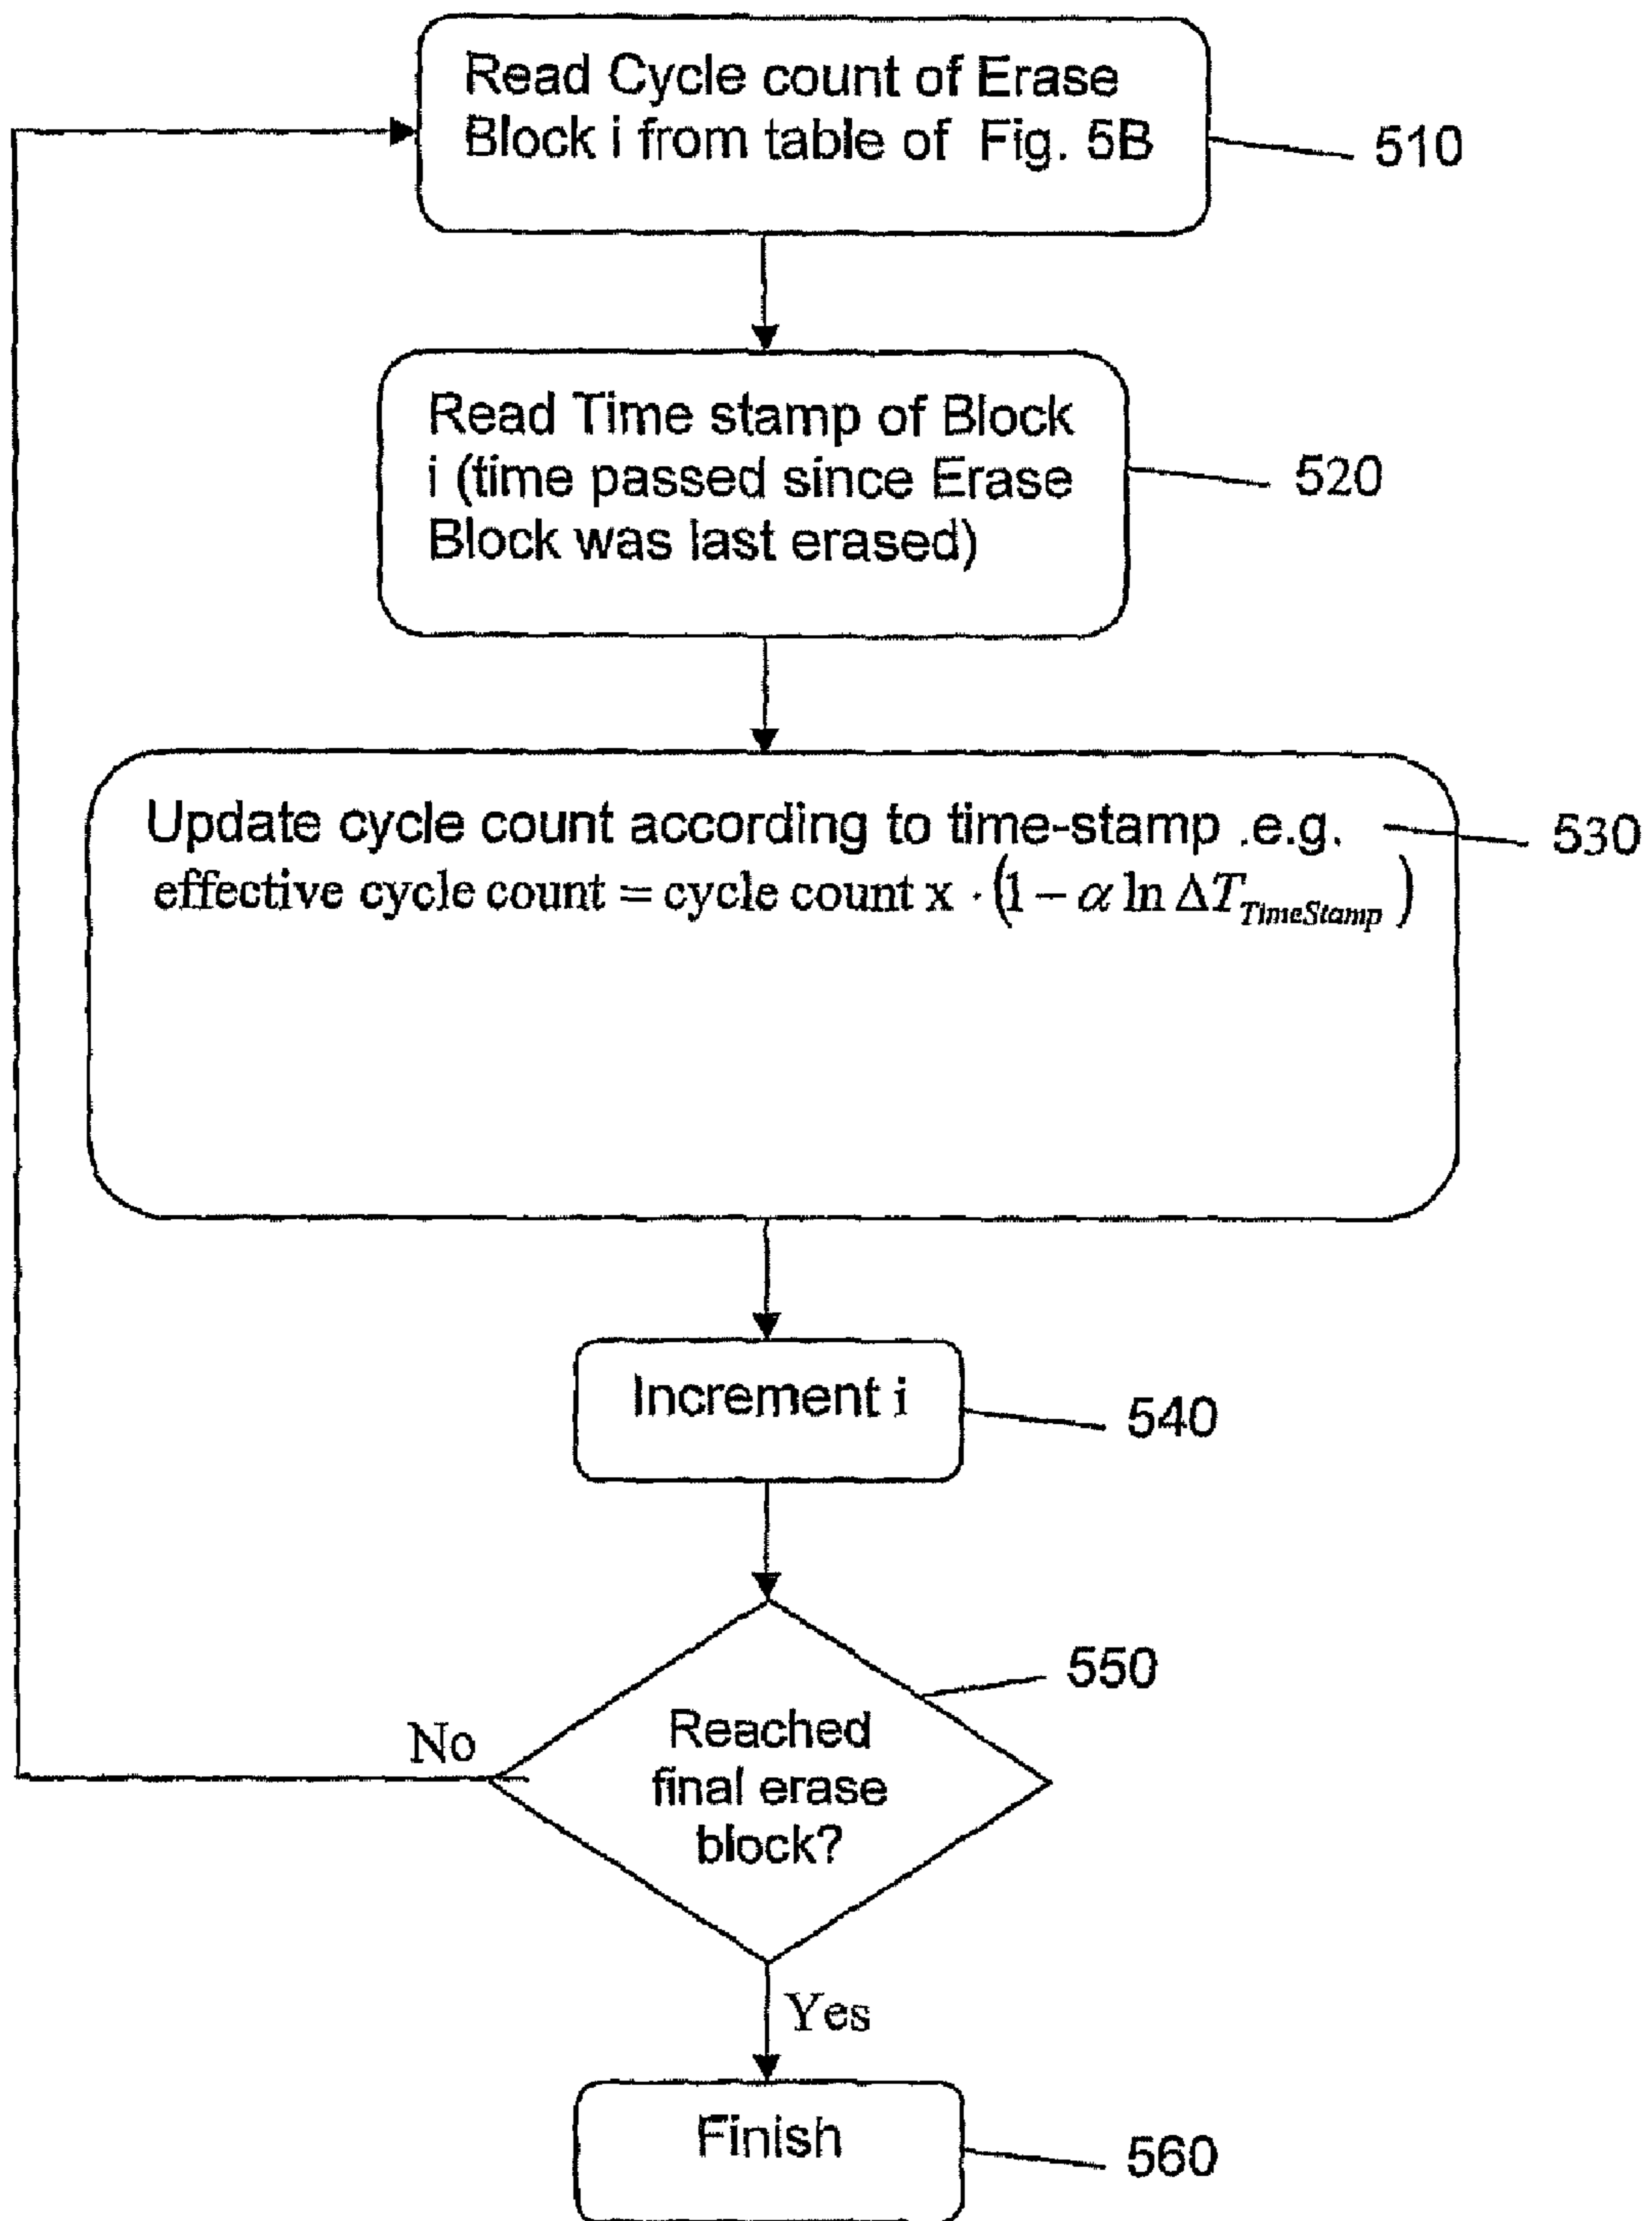 Read Cycle count of Erase
Block i from table of Fig. 5B
510
Read Time stamp of Block
i (time passed since Erase
Block was last erased)
520
Update cycle count according to time-stamp .e.g.
530
effective cycle count = cycle count x · (1 − α ln ΔT_TimeStamp)
Increment i
540
550
Reached
final erase
block?
No
Yes
Finish
560